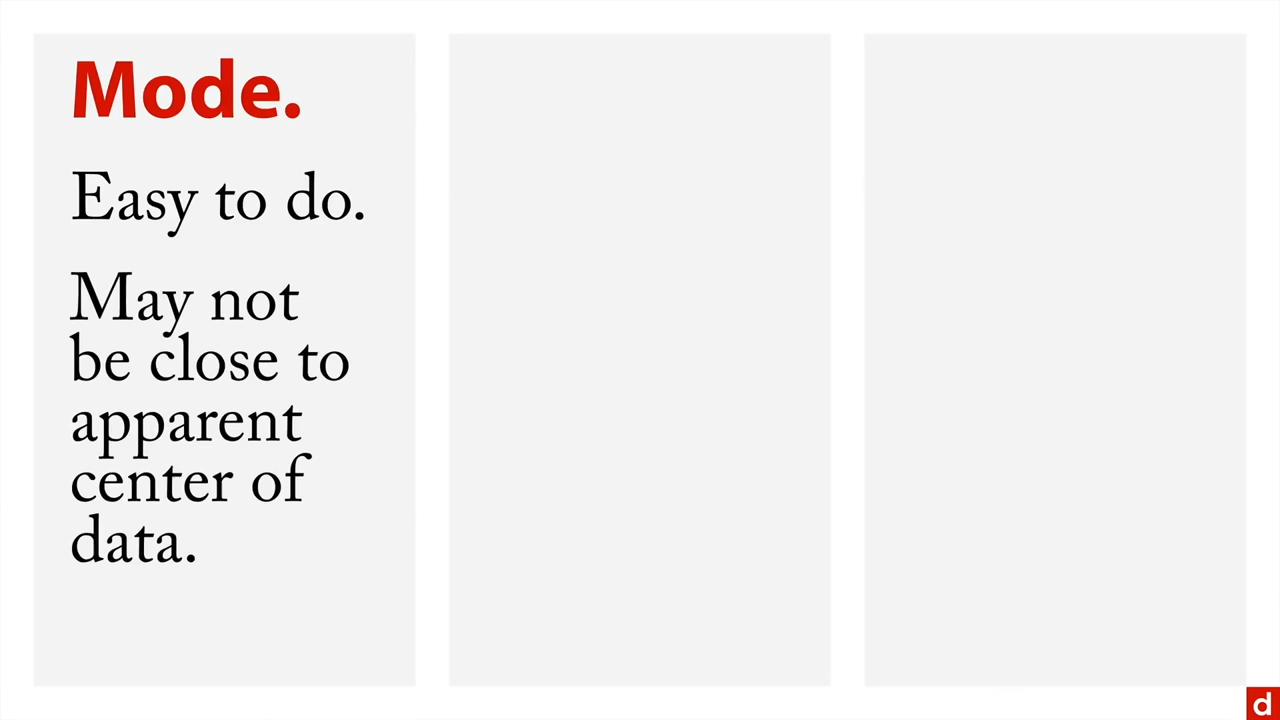 Mode.
Easy to do.
May not
be close to
apparent
center of
data.
d